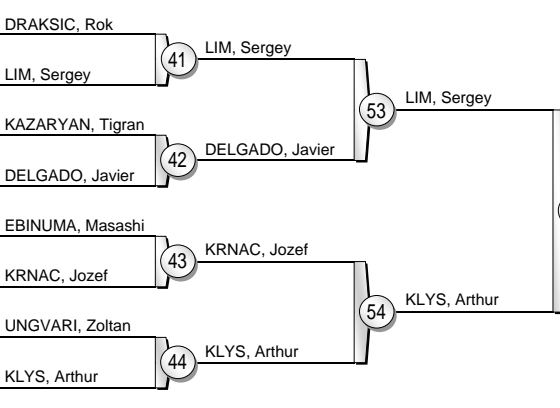 DRAKSIC, Rok
LIM, Sergey
41
LIM, Sergey
KAZARYAN, Tigran
DELGADO, Javier
42
DELGADO, Javier
53
LIM, Sergey
EBINUMA, Masashi
KRNAC, Jozef
43
KRNAC, Jozef
UNGVARI, Zoltan
KLYS, Arthur
44
KLYS, Arthur
54
KLYS, Arthur